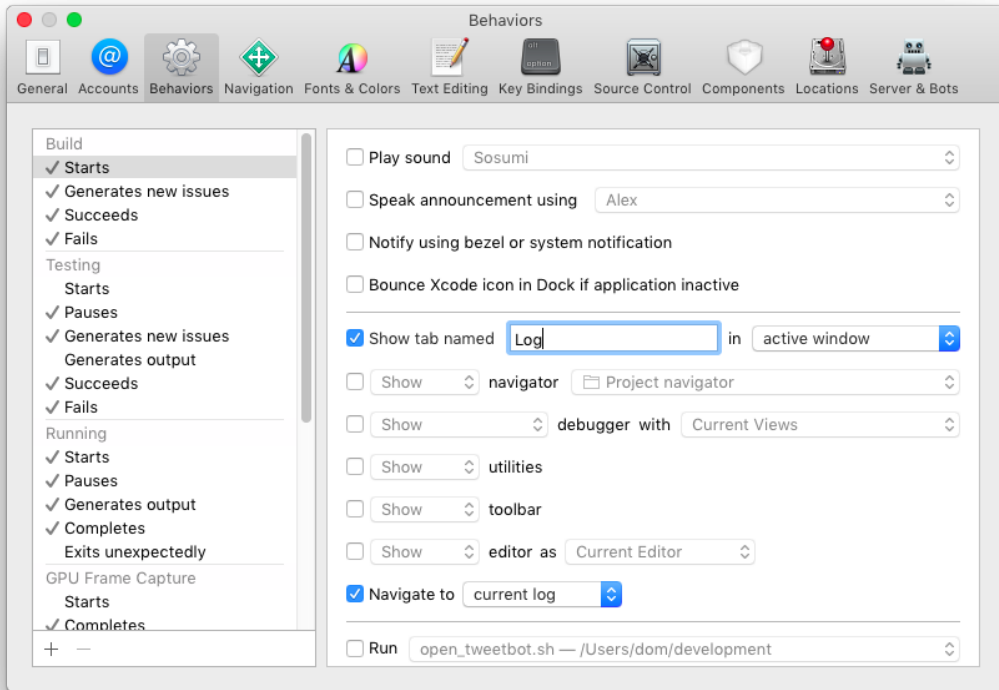 Behaviors
General Accounts Behaviors Navigation Fonts & Colors Text Editing Key Bindings Source Control Components Locations Server & Bots
alt
option
Build
Starts
Generates new issues
Succeeds
Fails
Testing
Starts
Pauses
Generates new issues
Generates output
Succeeds
Fails
Running
Starts
Pauses
Generates output
Completes
Exits unexpectedly
GPU Frame Capture
Starts
Completes
Play sound Sosumi
Speak announcement using Alex
Notify using bezel or system notification
Bounce Xcode icon in Dock if application inactive
Show tab named Log in active window
Show navigator Project navigator
Show debugger with Current Views
Show utilities
Show toolbar
Show editor as Current Editor
Navigate to current log
Run open_tweetbot.sh — /Users/dom/development